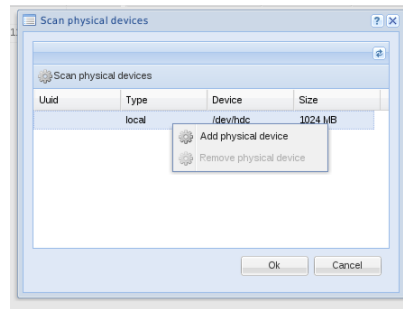 Scan physical devices
Scan physical devices
Uuid Type Device Size
local /dev/hdc 1024 MB
Add physical device
Remove physical device
Ok Cancel